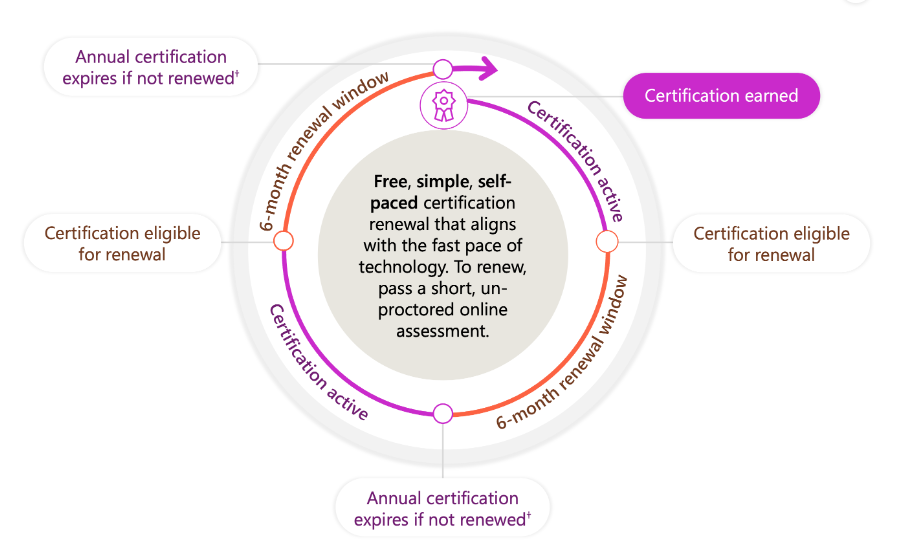 Annual certification
expires if not renewed†
Certification earned
6-month renewal window
Certification active
Free, simple, self-
paced certification
renewal that aligns
with the fast pace of
technology. To renew,
pass a short, un-
proctored online
assessment.
Certification eligible
for renewal
Certification eligible
for renewal
Certification active
6-month renewal window
Annual certification
expires if not renewed†